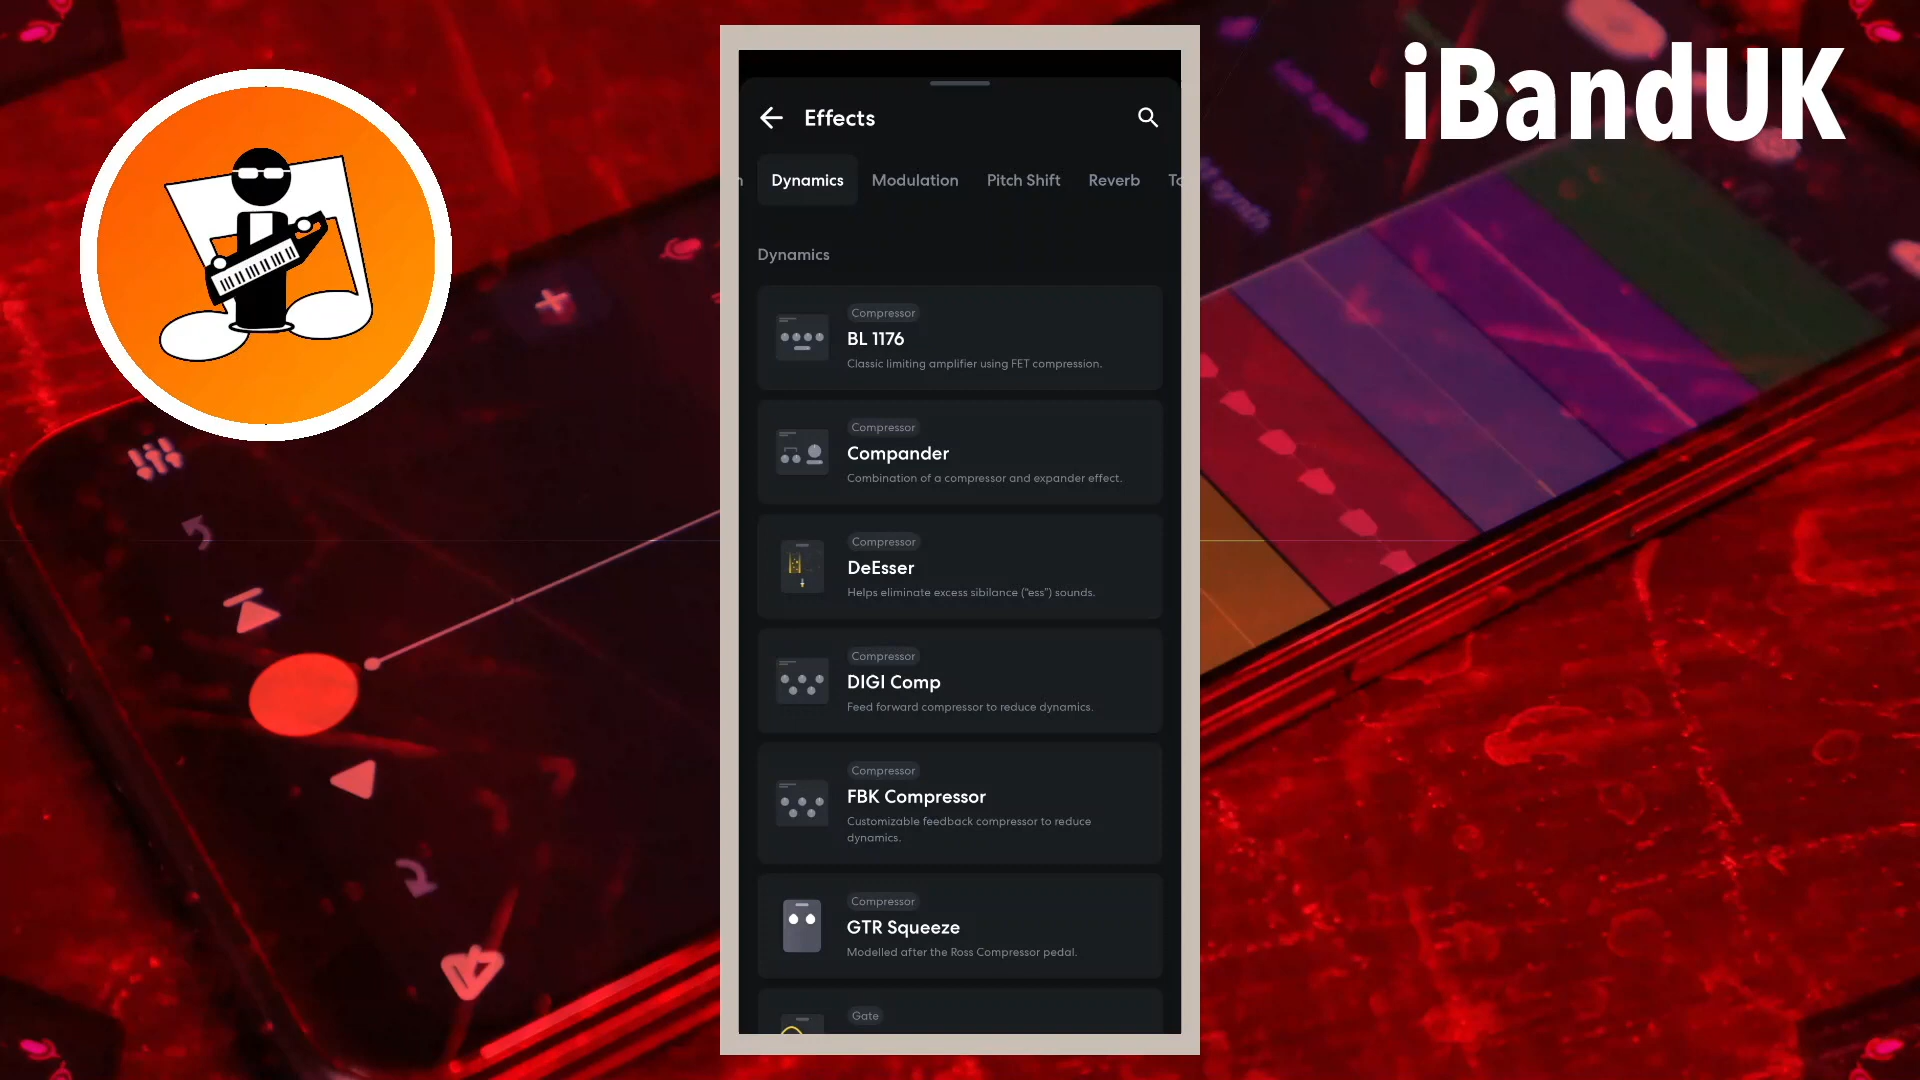 iBandUK
Effects
Dynamics Modulation Pitch Shift Reverb
Dynamics
Compressor
BL 1176
Classic limiting amplifier using FET compression.
Compressor
Compander
Combination of a compressor and expander effect.
Compressor
DeEsser
Helps eliminate excess sibilance ("ess") sounds.
Compressor
DIGI Comp
Feed forward compressor to reduce dynamics.
Compressor
FBK Compressor
Customizable feedback compressor to reduce
dynamics.
Compressor
GTR Squeeze
Modelled after the Ross Compressor pedal.
Gate